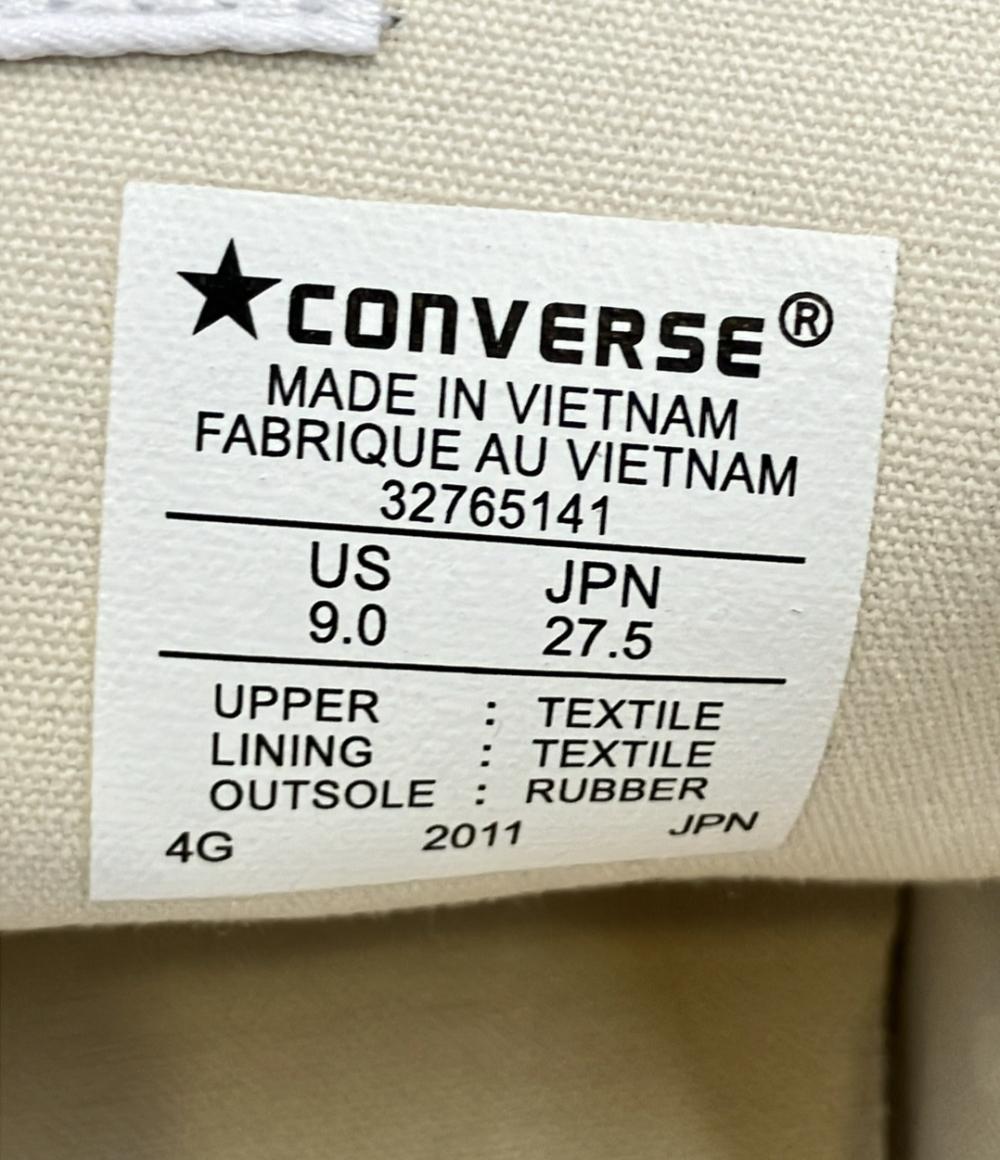 ★CONVERSE®
MADE IN VIETNAM
FABRIQUE AU VIETNAM
32765141
US JPN
9.0 27.5
UPPER : TEXTILE
LINING : TEXTILE
OUTSOLE : RUBBER
4G 2011 JPN